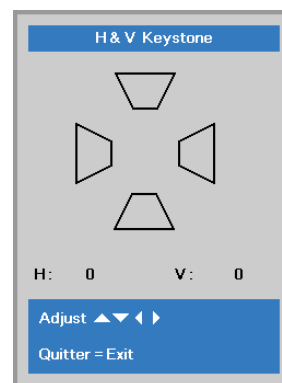 H & V Keystone
H: 0 V: 0
Adjust ▲▼◀▶
Quitter = Exit